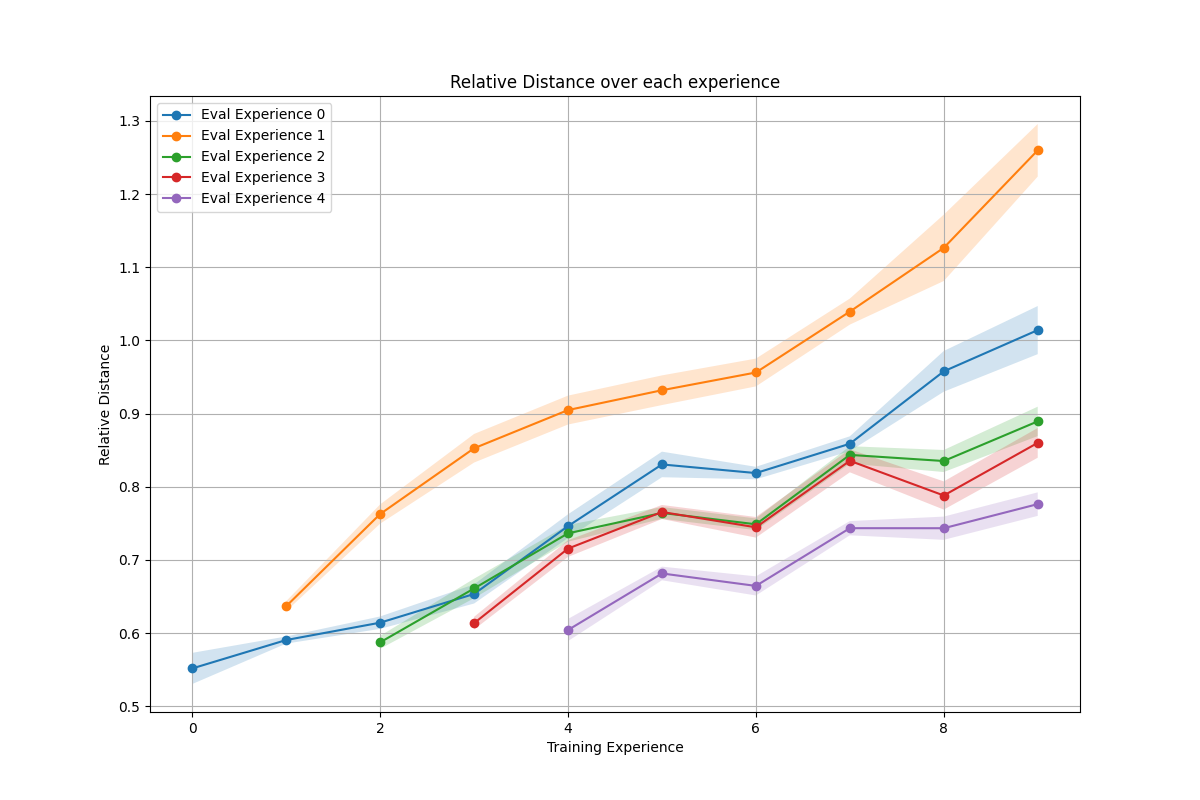 Relative Distance over each experience
Eval Experience 0
Eval Experience 1
Eval Experience 2
Eval Experience 3
Eval Experience 4
1.3
1.2
1.1
1.0
0.9
0.8
0.7
0.6
0.5
Relative Distance
0 2 4 6 8
Training Experience